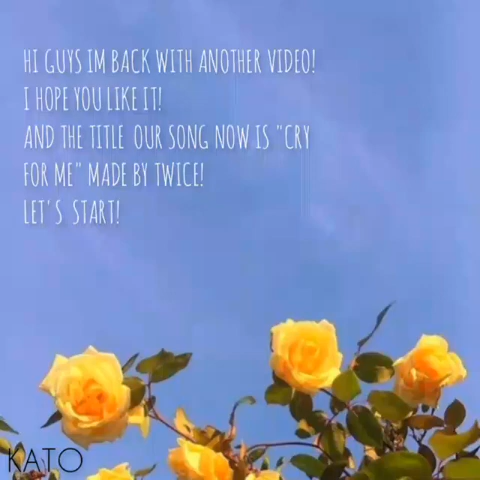 HI GUYS IM BACK WITH ANOTHER VIDEO!
I HOPE YOU LIKE IT!
AND THE TITLE OUR SONG NOW IS "CRY
FOR ME" MADE BY TWICE!
LET'S START!
KATO